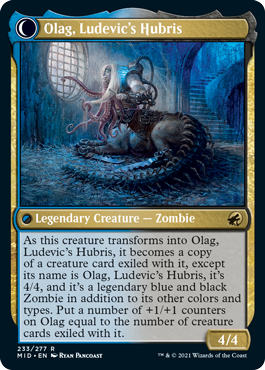 Olag, Ludevic's Hubris
Legendary Creature — Zombie
As this creature transforms into Olag,
Ludevic's Hubris, it becomes a copy
of a creature card exiled with it, except
its name is Olag, Ludevic's Hubris, it's
4/4, and it's a legendary blue and black
Zombie in addition to its other colors and
types. Put a number of +1/+1 counters
on Olag equal to the number of creature
cards exiled with it.
4/4
233/277 R
MID • EN RYAN PANCOAST
™ & © 2021 Wizards of the Coast